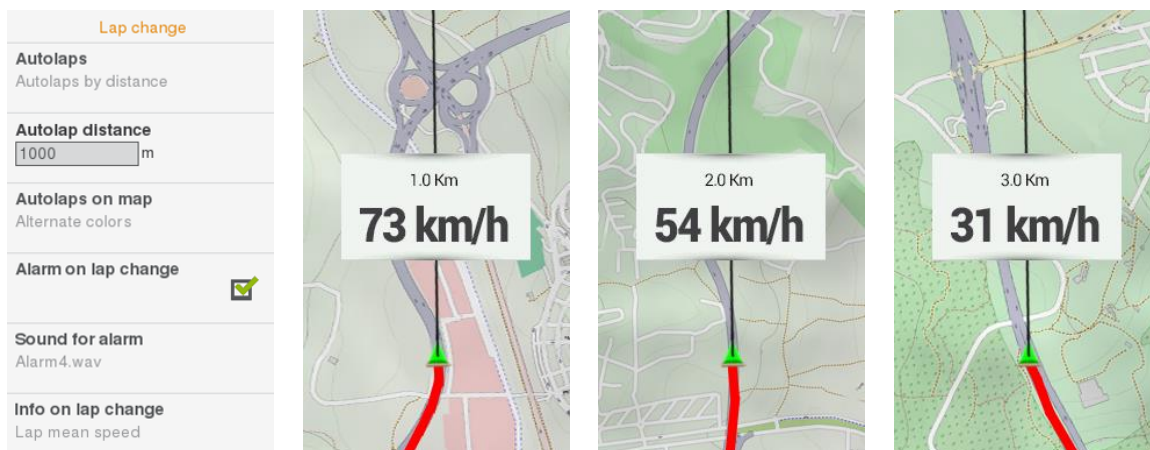 Lap change
Autolaps
Autolaps by distance
Autolap distance
1000 m
Autolaps on map
Alternate colors
Alarm on lap change
Sound for alarm
Alarm4.wav
Info on lap change
Lap mean speed
1.0 Km
73 km/h
2.0 Km
54 km/h
3.0 Km
31 km/h